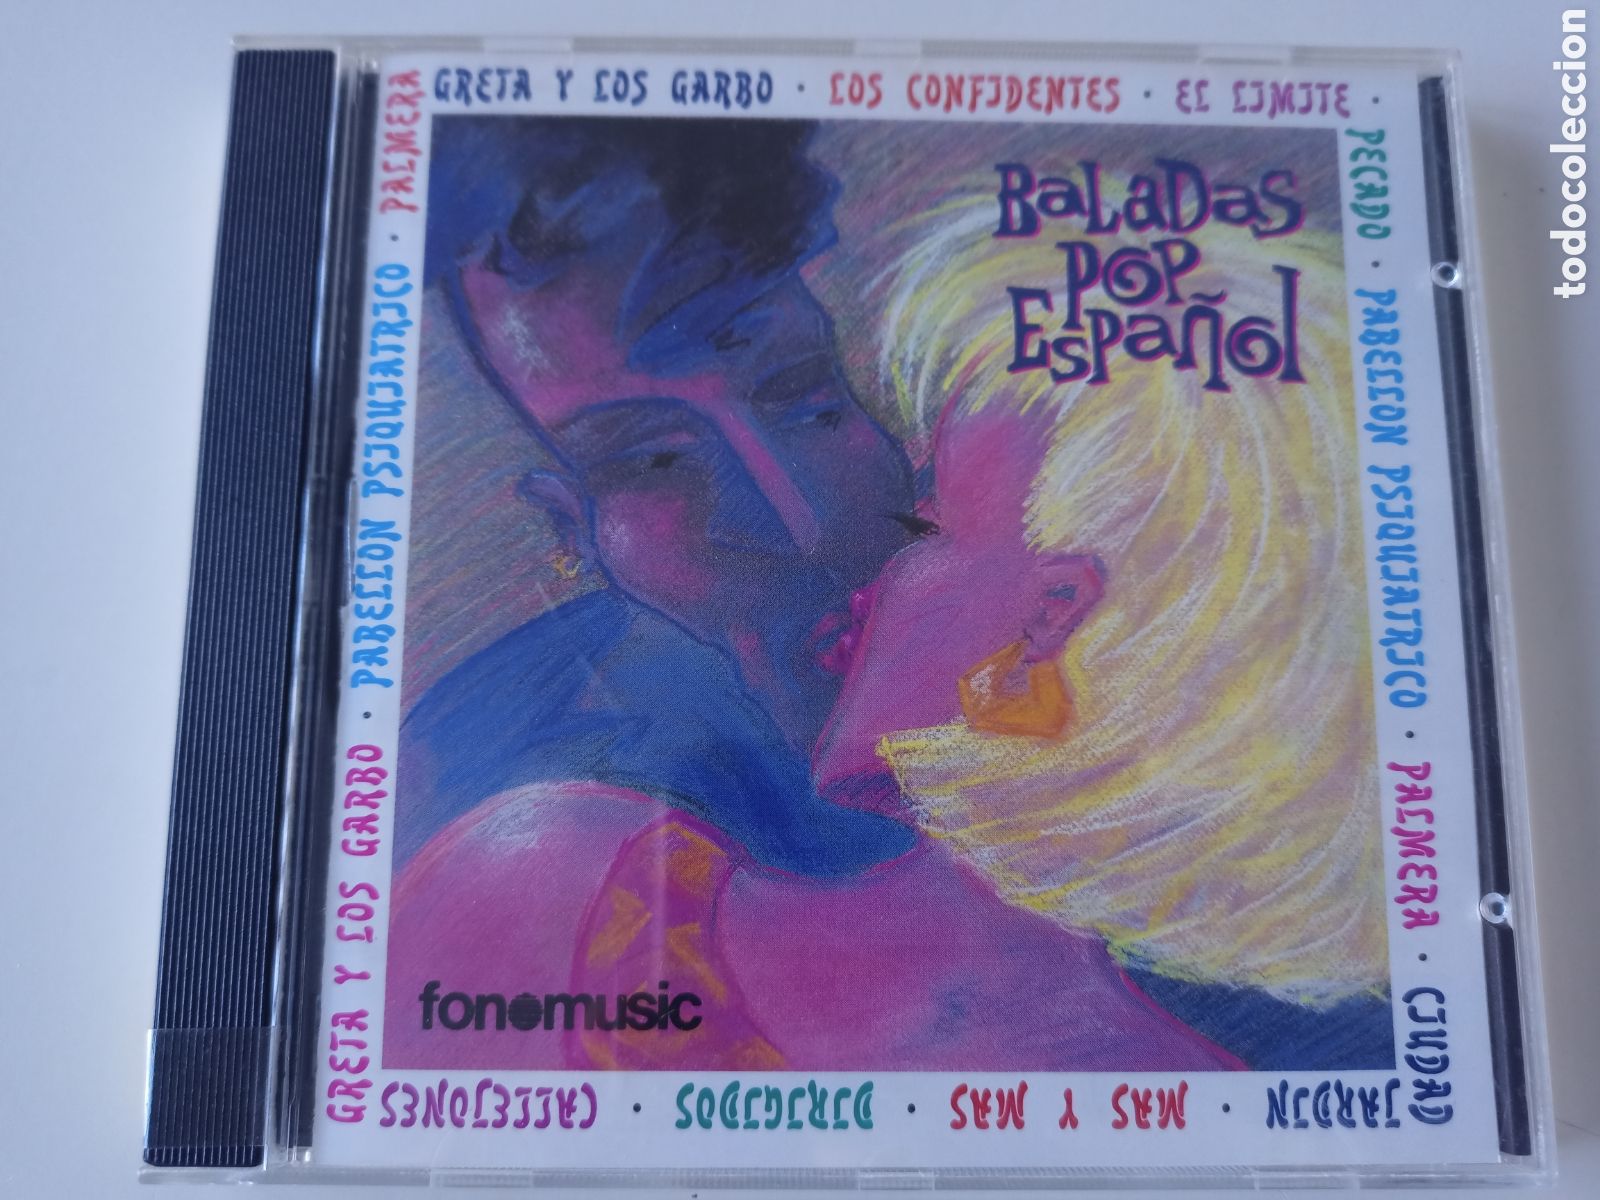 GRETA Y LOS GARBO · LOS CONFIDENTES · EL LIMITE ·
PECADO · PABELLON PSIQUIATRICO · PALMERA · CIUDAD
JARDIN · MAS Y MAS · DIRIGIDOS · CALLEJONES
GRETA Y LOS GARBO · PABELLON PSIQUIATRICO · PALMERA
BaLaDas
POP
EsPañol
fonomusic
todocoleccion